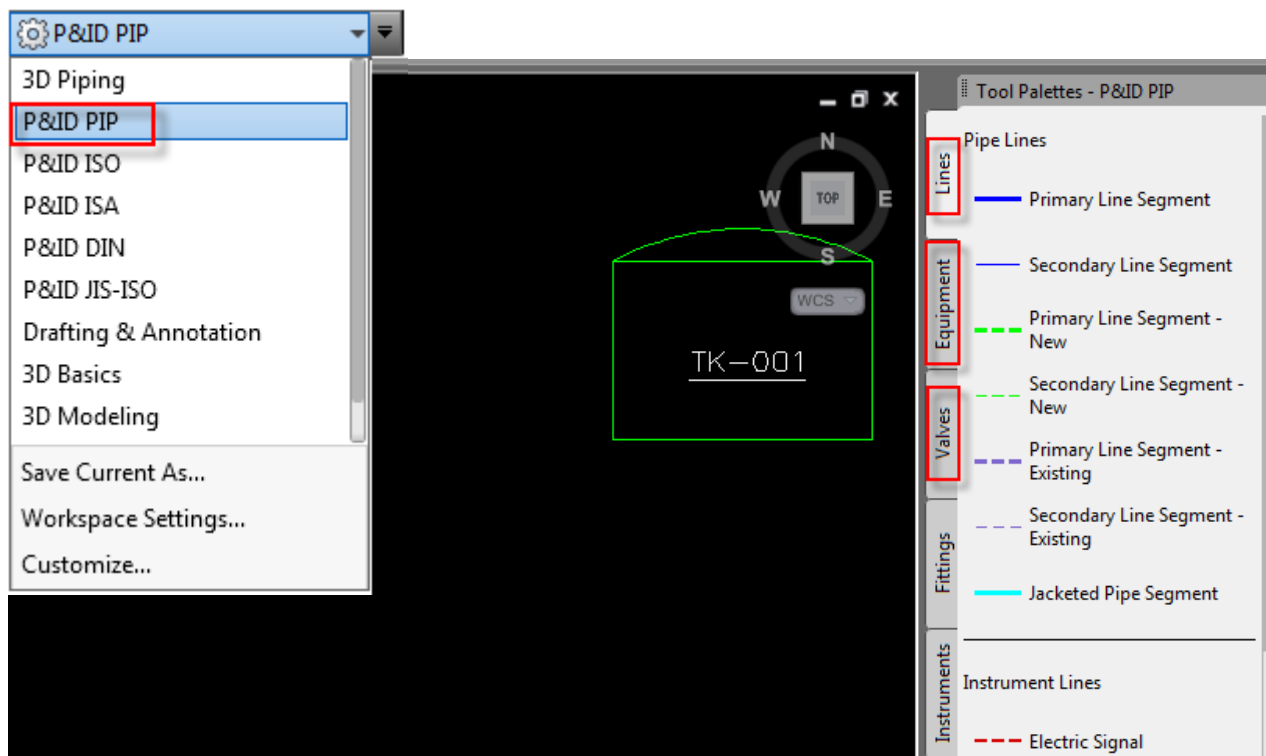 P&ID PIP
3D Piping
P&ID PIP
P&ID ISO
P&ID ISA
P&ID DIN
P&ID JIS-ISO
Drafting & Annotation
3D Basics
3D Modeling
Save Current As...
Workspace Settings...
Customize...
N
W
TOP
E
S
WCS
TK-001
Tool Palettes - P&ID PIP
Lines
Equipment
Valves
Fittings
Instruments
Pipe Lines
Primary Line Segment
Secondary Line Segment
Primary Line Segment -
New
Secondary Line Segment -
New
Primary Line Segment -
Existing
Secondary Line Segment -
Existing
Jacketed Pipe Segment
Instrument Lines
Electric Signal